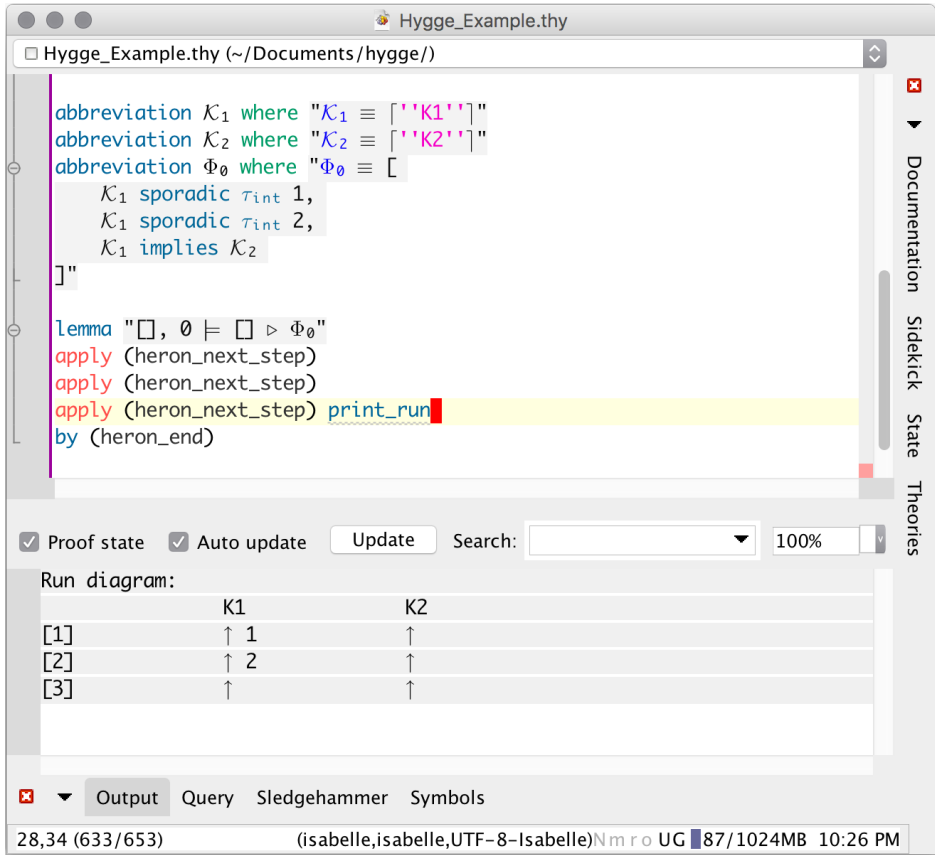 Hygge_Example.thy
Hygge_Example.thy (~/Documents/hygge/)
abbreviation 𝒦₁ where "𝒦₁ ≡ ⌈''K1''⌉"
abbreviation 𝒦₂ where "𝒦₂ ≡ ⌈''K2''⌉"
abbreviation Φ₀ where "Φ₀ ≡ [
𝒦₁ sporadic τint 1,
𝒦₁ sporadic τint 2,
𝒦₁ implies 𝒦₂
]"
lemma "[], 0 ⊨ [] ▹ Φ₀"
apply (heron_next_step)
apply (heron_next_step)
apply (heron_next_step) print_run
by (heron_end)
Documentation
Sidekick
State
Theories
Proof state Auto update Update Search: 100%
Run diagram:
K1 K2
[1] ↑ 1 ↑
[2] ↑ 2 ↑
[3] ↑ ↑
Output Query Sledgehammer Symbols
28,34 (633/653) (isabelle,isabelle,UTF-8-Isabelle)N m r o UG 87/1024MB 10:26 PM